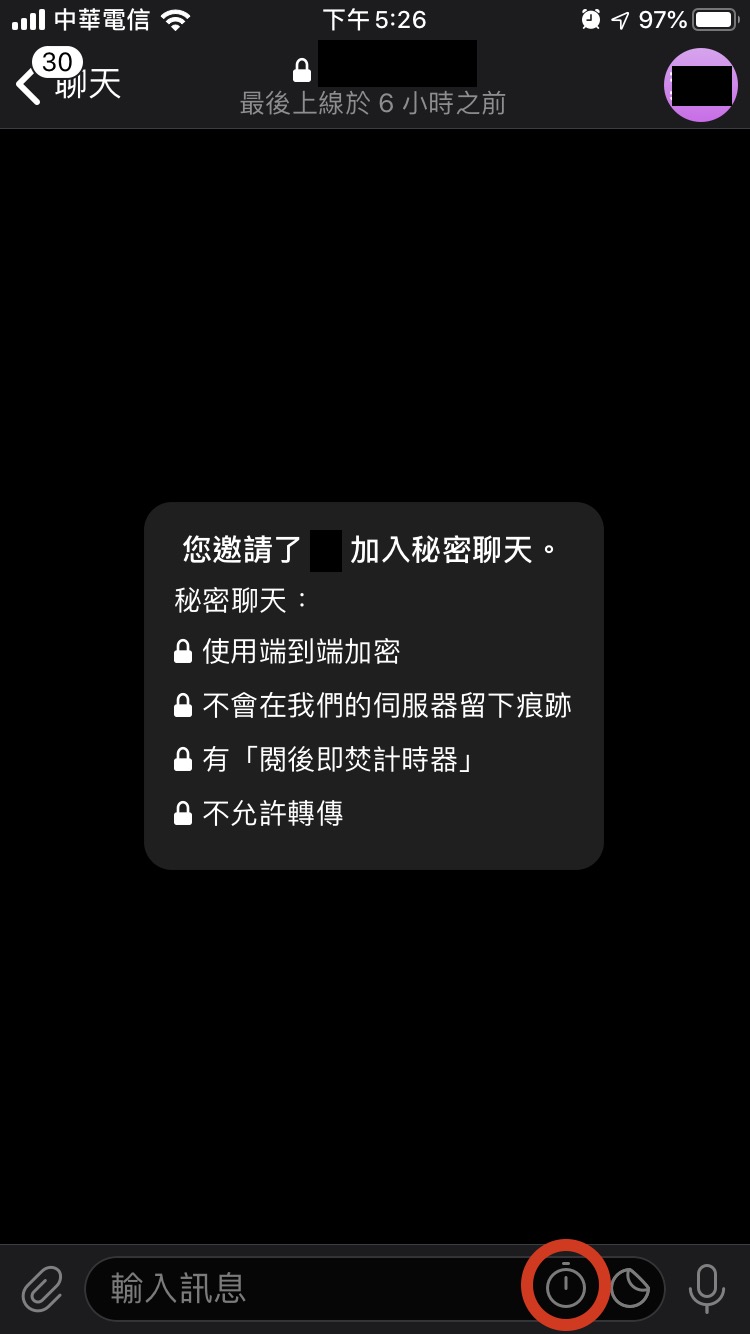 中華電信 下午5:26 97%
30
聊天
最後上線於 6 小時之前
您邀請了 加入秘密聊天。
秘密聊天：
使用端到端加密
不會在我們的伺服器留下痕跡
有「閱後即焚計時器」
不允許轉傳
輸入訊息